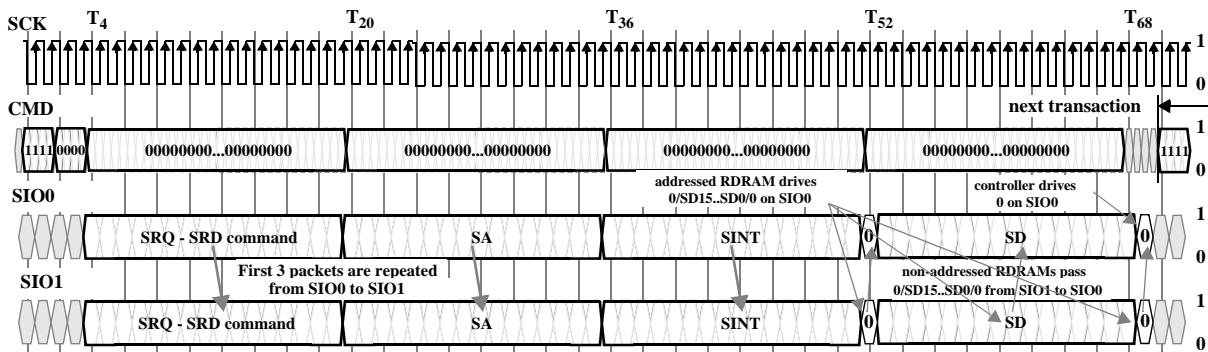 SCK T4 T20 T36 T52 T68
1
0
CMD next transaction
1111 0000 00000000...00000000 00000000...00000000 00000000...00000000 00000000...00000000 1111
1
0
addressed RDRAM drives
0/SD15..SD0/0 on SIO0
controller drives
0 on SIO0
SIO0
SRQ - SRD command SA SINT 0 SD 0
1
0
First 3 packets are repeated
from SIO0 to SIO1
non-addressed RDRAMs pass
0/SD15..SD0/0 from SIO1 to SIO0
SIO1
SRQ - SRD command SA SINT 0 SD 0
1
0